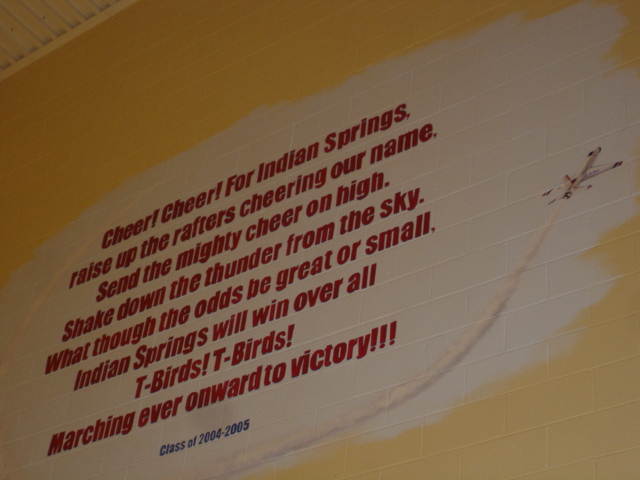 Cheer! Cheer! For Indian Springs,
raise up the rafters cheering our name.
Send the mighty cheer on high.
Shake down the thunder from the sky.
What though the odds be great or small,
Indian Springs will win over all
T-Birds! T-Birds!
Marching ever onward to victory!!!
Class of 2004-2005